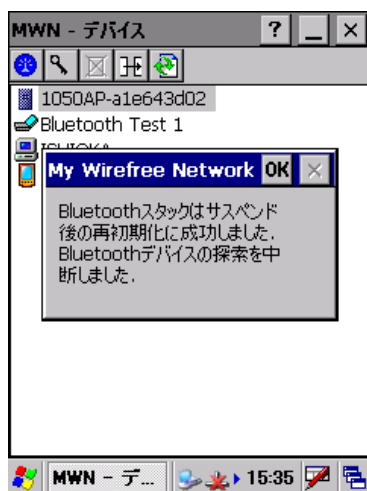 MWN - デバイス ? _ ×
1050AP-a1e643d02
Bluetooth Test 1
My Wirefree Network OK ×
Bluetoothスタックはサスペンド
後の再初期化に成功しました.
Bluetoothデバイスの探索を中
断しました.
MWN - デ... 15:35